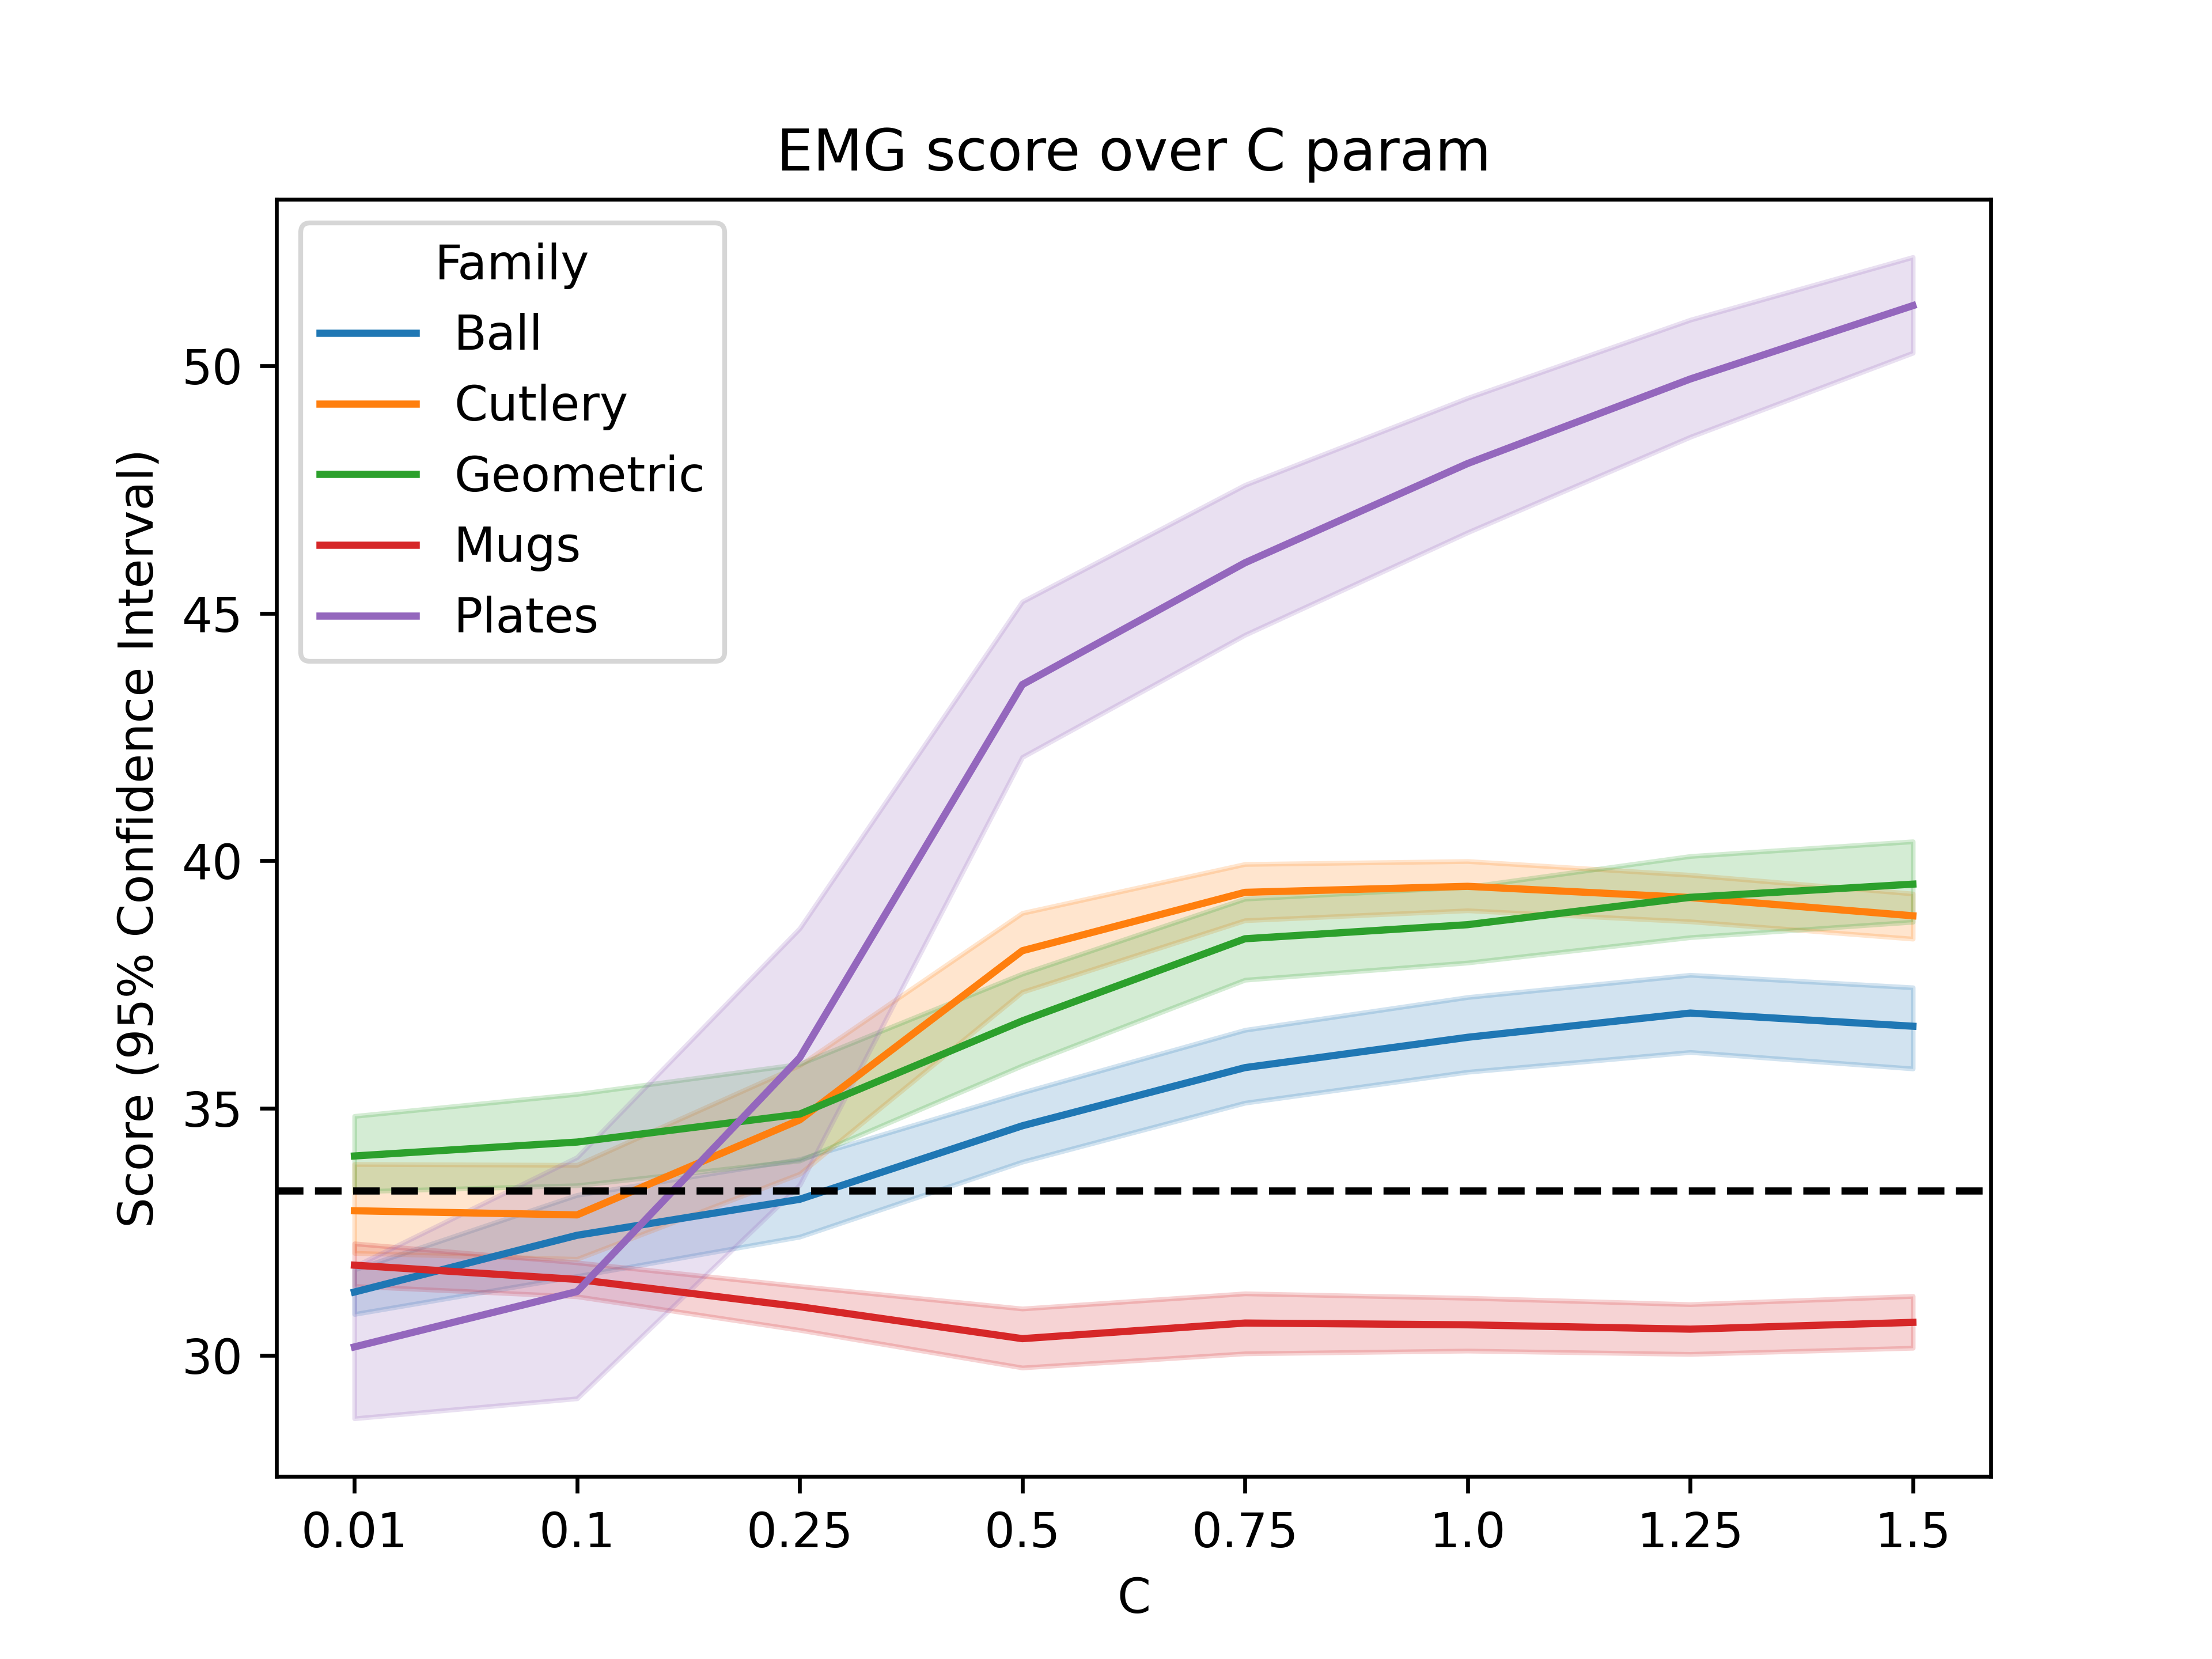 EMG score over C param
Family
Ball
Cutlery
Geometric
Mugs
Plates
Score (95% Confidence Interval)
50
45
40
35
30
0.01 0.1 0.25 0.5 0.75 1.0 1.25 1.5
C